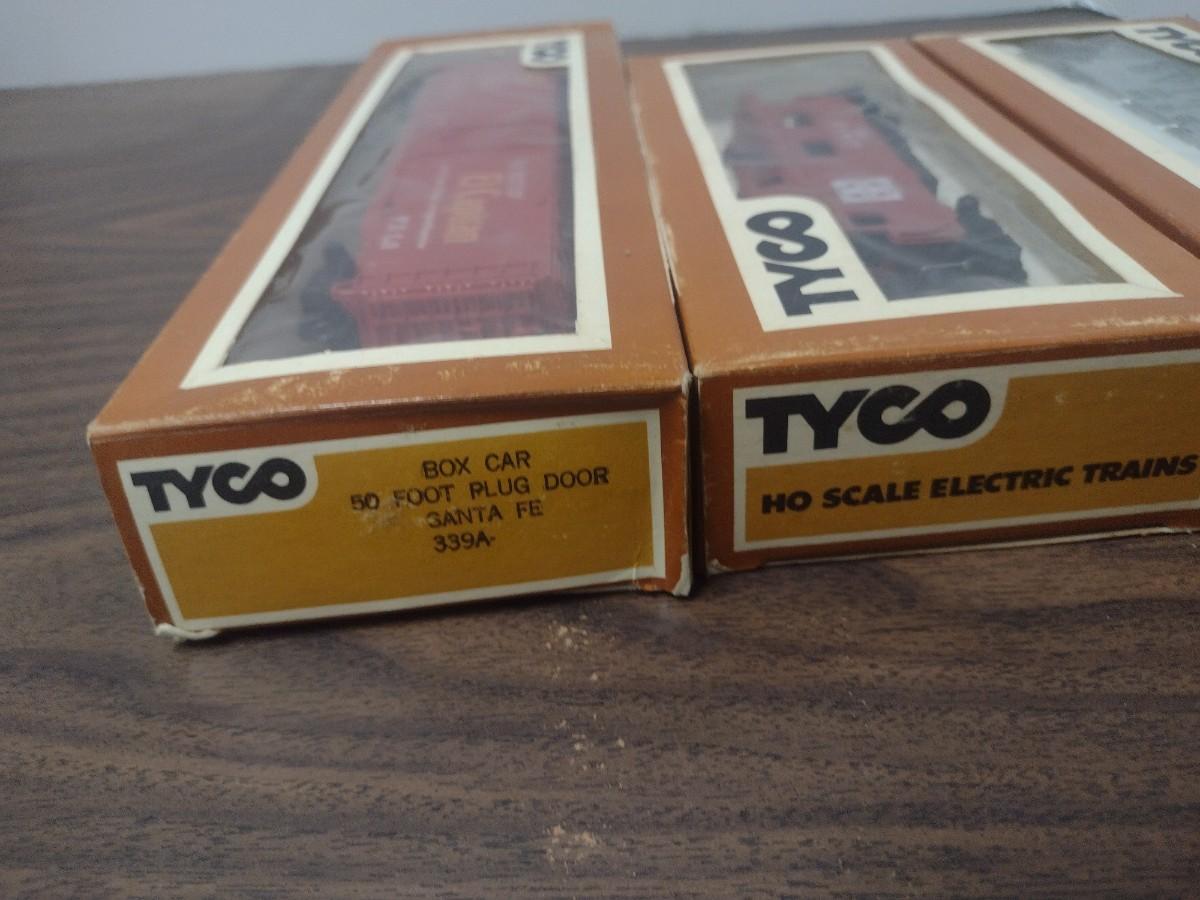 TYCO
TYCO
TYCO
BOX CAR
50 FOOT PLUG DOOR
SANTA FE
339A-
TYCO
HO SCALE ELECTRIC TRAINS